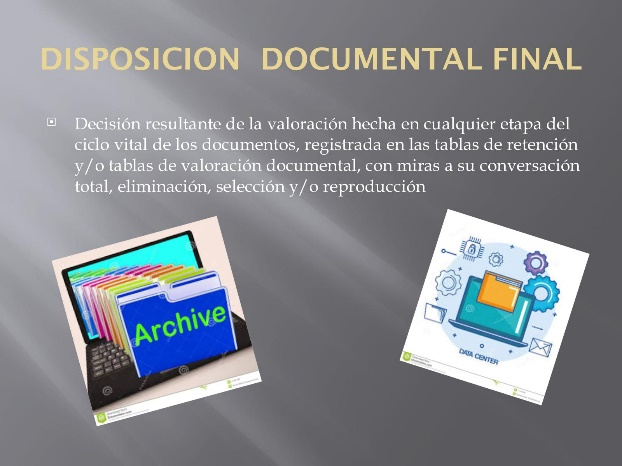 DISPOSICION DOCUMENTAL FINAL
Decisión resultante de la valoración hecha en cualquier etapa del
ciclo vital de los documentos, registrada en las tablas de retención
y/o tablas de valoración documental, con miras a su conversación
total, eliminación, selección y/o reproducción
Archive
DATA CENTER